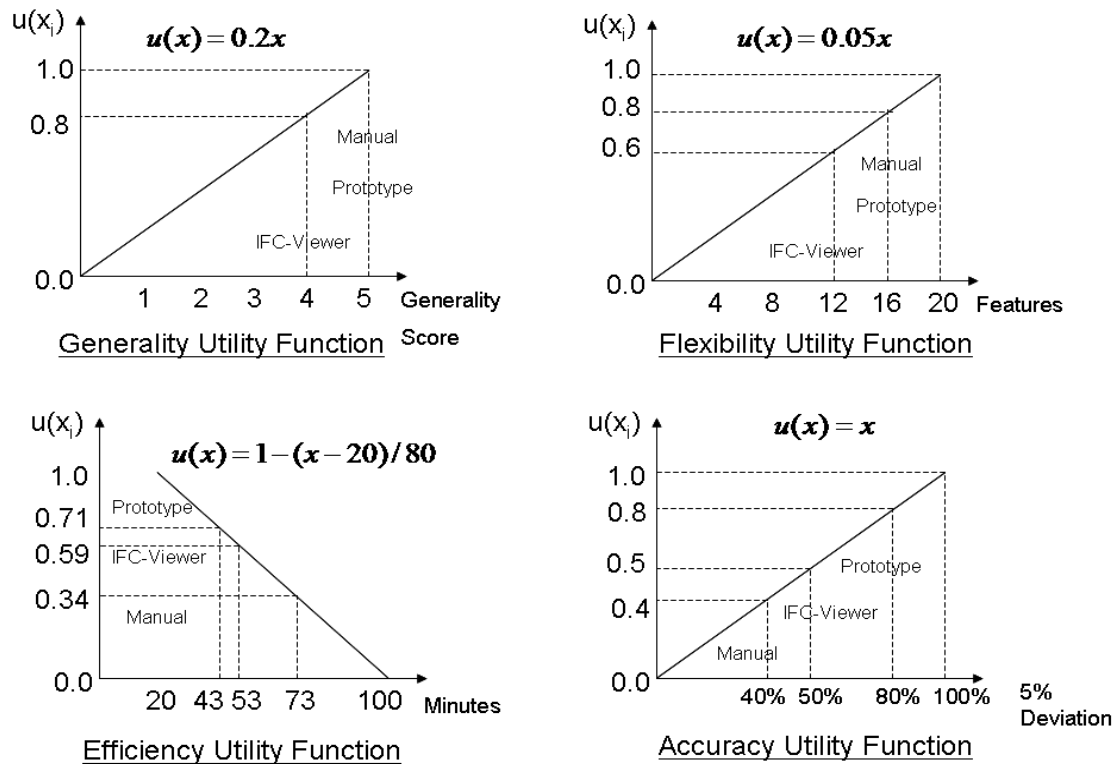 u(xi)
u(x) = 0.2x
1.0
0.8
Manual
Prototype
IFC-Viewer
0.0
1 2 3 4 5 Generality
Score
Generality Utility Function
u(xi)
u(x) = 0.05x
1.0
0.8
0.6
Manual
Prototype
IFC-Viewer
0.0
4 8 12 16 20 Features
Flexibility Utility Function
u(xi)
u(x) = 1-(x-20)/80
1.0
Prototype
0.71
0.59
IFC-Viewer
0.34
Manual
0.0
20 43 53 73 100 Minutes
Efficiency Utility Function
u(xi)
u(x) = x
1.0
0.8
0.5
Prototype
0.4
IFC-Viewer
Manual
0.0
40% 50% 80% 100% 5%
Deviation
Accuracy Utility Function